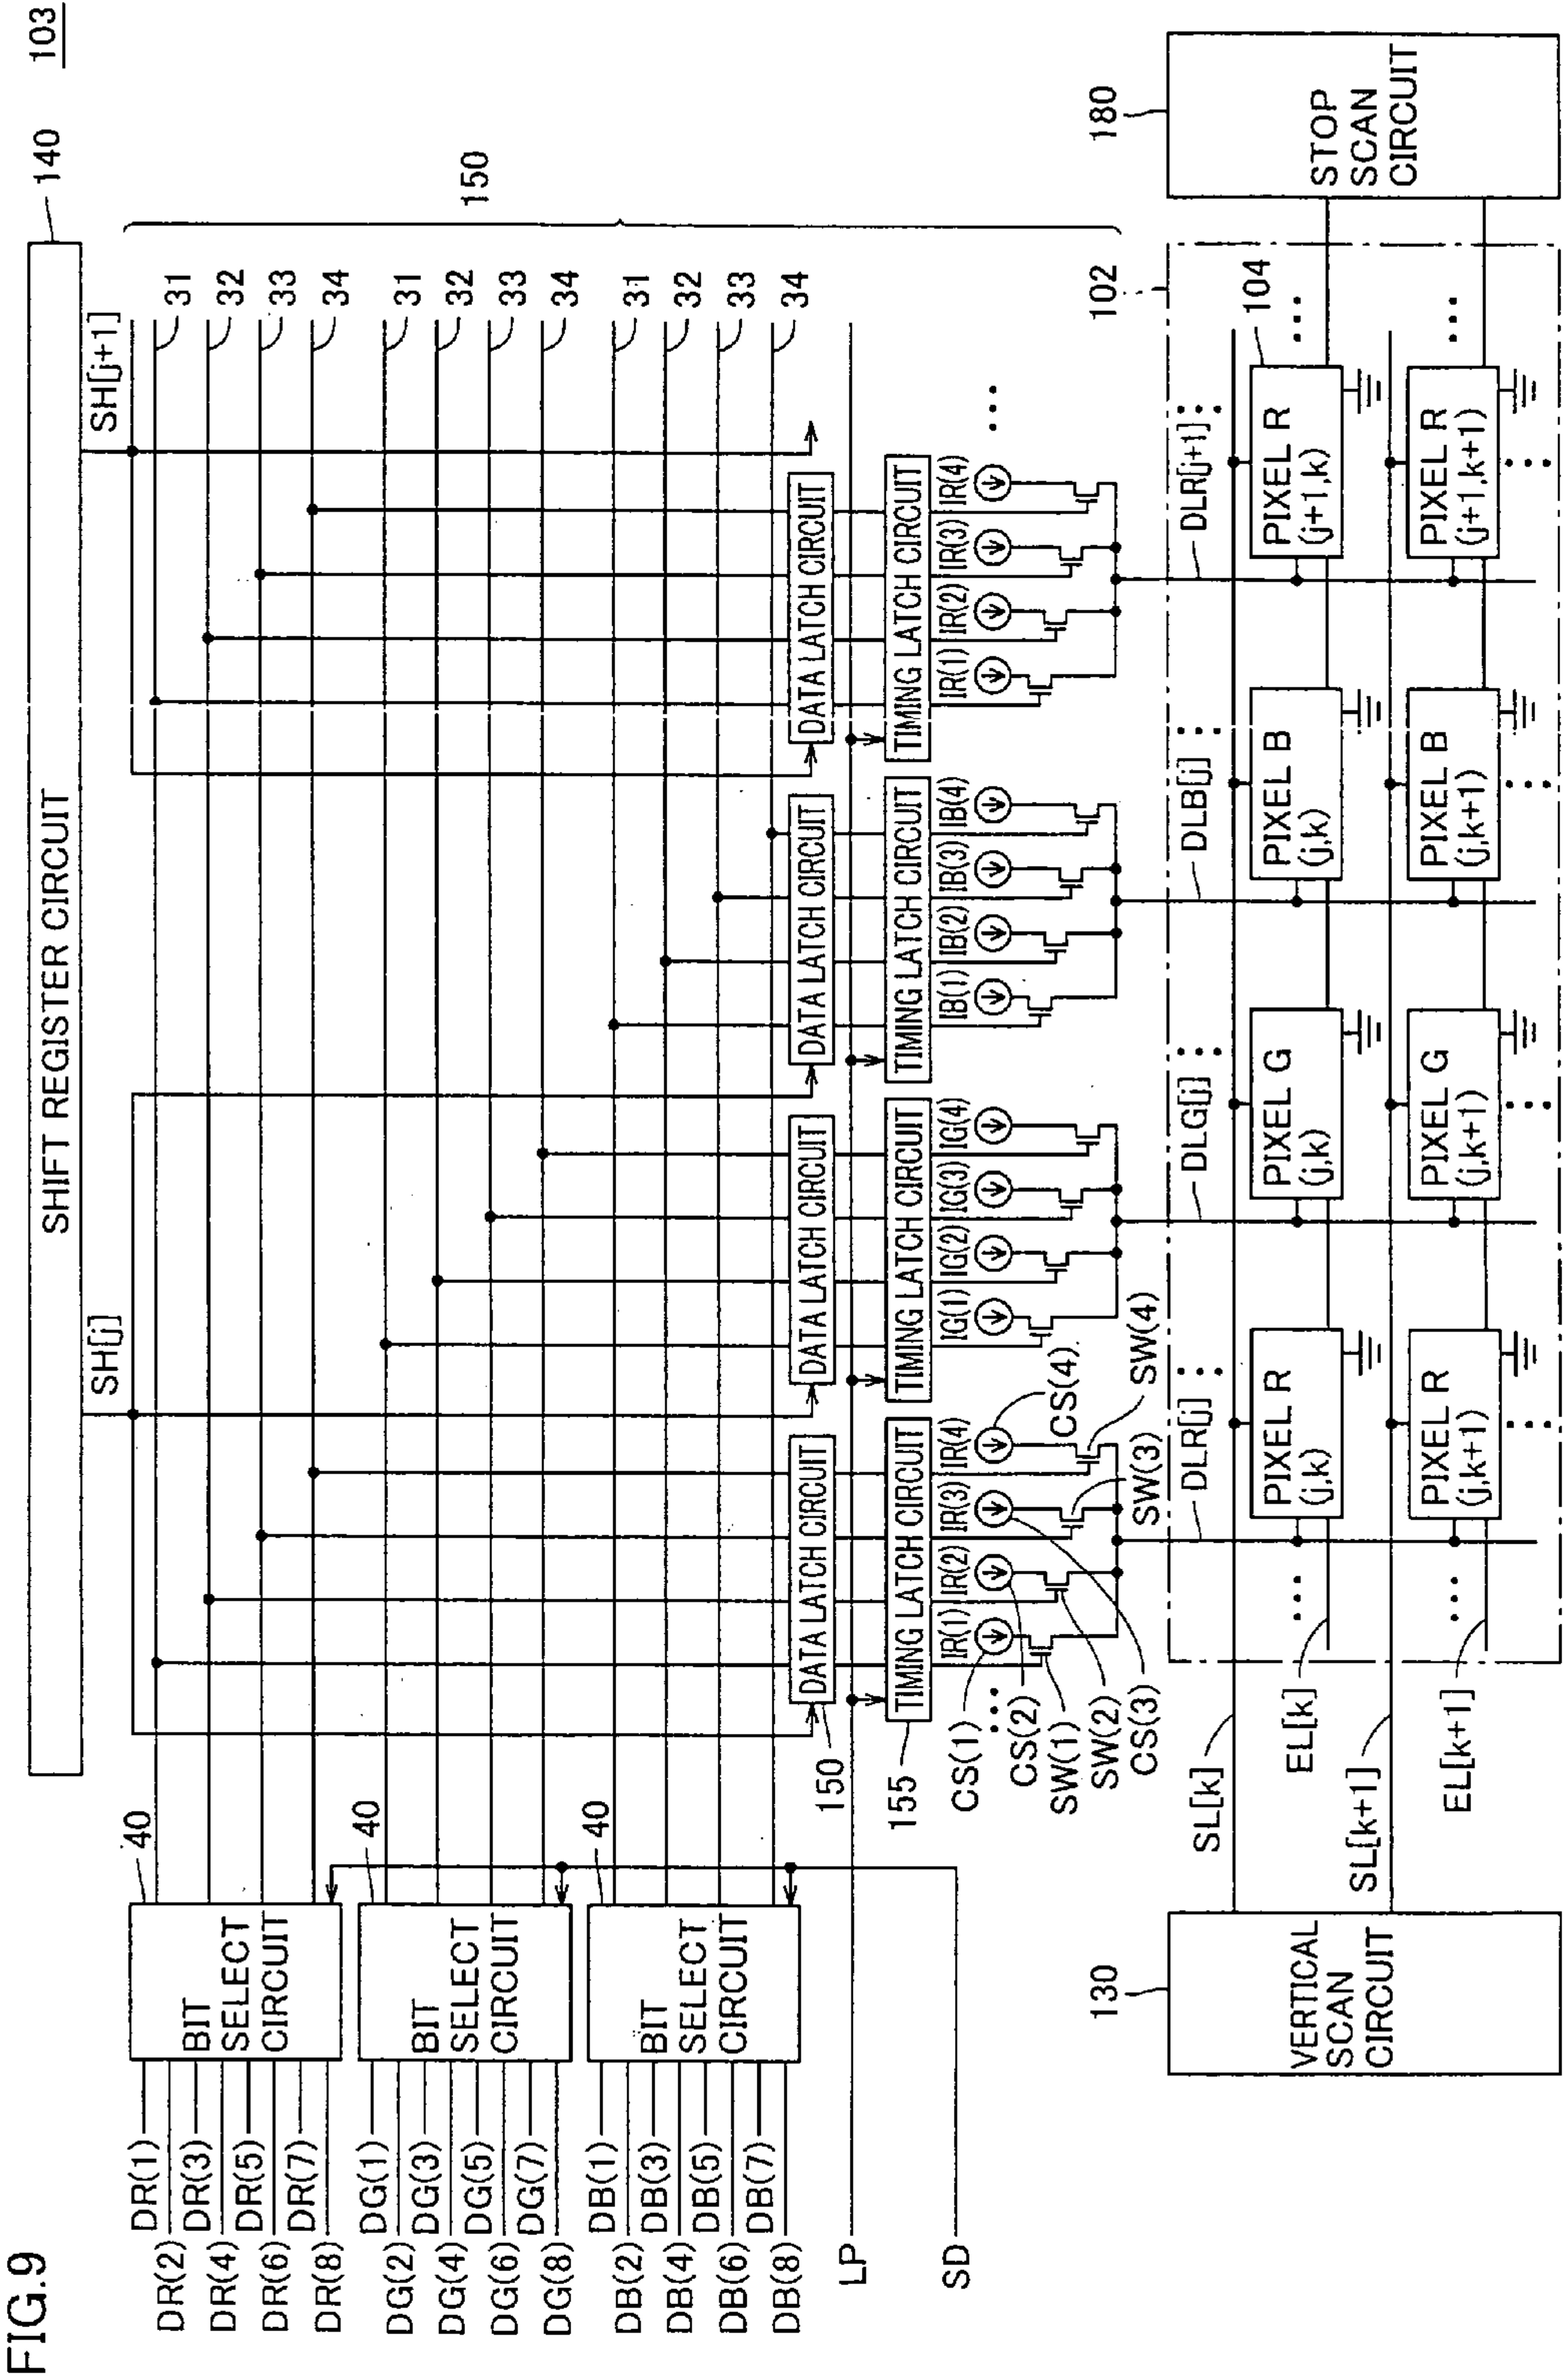 FIG.9
103
SHIFT REGISTER CIRCUIT
140
SH[j]
SH[j+1]
150
DR(1)
DR(2)
DR(3)
DR(4)
DR(5)
DR(6)
DR(7)
DR(8)
BIT
SELECT
CIRCUIT
40
31
32
33
34
DG(1)
DG(2)
DG(3)
DG(4)
DG(5)
DG(6)
DG(7)
DG(8)
BIT
SELECT
CIRCUIT
40
31
32
33
34
DB(1)
DB(2)
DB(3)
DB(4)
DB(5)
DB(6)
DB(7)
DB(8)
BIT
SELECT
CIRCUIT
40
31
32
33
34
LP
SD
150
DATA LATCH CIRCUIT
DATA LATCH CIRCUIT
DATA LATCH CIRCUIT
DATA LATCH CIRCUIT
155
TIMING LATCH CIRCUIT
TIMING LATCH CIRCUIT
TIMING LATCH CIRCUIT
TIMING LATCH CIRCUIT
IR(1) IR(2) IR(3) IR(4)
IG(1) IG(2) IG(3) IG(4)
IB(1) IB(2) IB(3) IB(4)
IR(1) IR(2) IR(3) IR(4)
...
...
CS(1)
CS(2)
SW(1)
SW(2)
CS(3)
CS(4)
SW(3)
SW(4)
130
VERTICAL
SCAN
CIRCUIT
SL[k]
EL[k]
SL[k+1]
EL[k+1]
DLR[j]
DLG[j]
DLB[j]
DLR[j+1]
102
104
PIXEL R
(j,k)
PIXEL G
(j,k)
PIXEL B
(j,k)
PIXEL R
(j+1,k)
PIXEL R
(j,k+1)
PIXEL G
(j,k+1)
PIXEL B
(j,k+1)
PIXEL R
(j+1,k+1)
180
STOP
SCAN
CIRCUIT